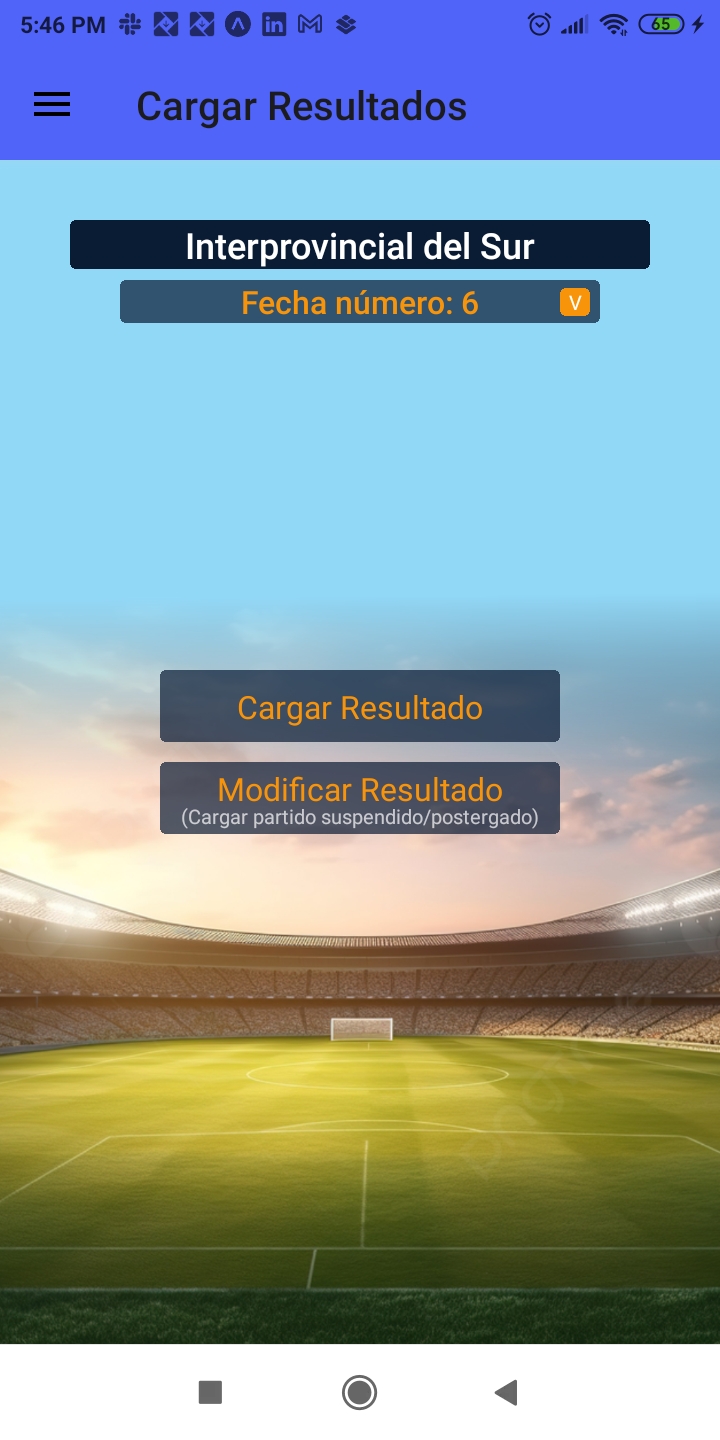 5:46 PM
65
Cargar Resultados
Interprovincial del Sur
Fecha número: 6
V
Cargar Resultado
Modificar Resultado
(Cargar partido suspendido/postergado)